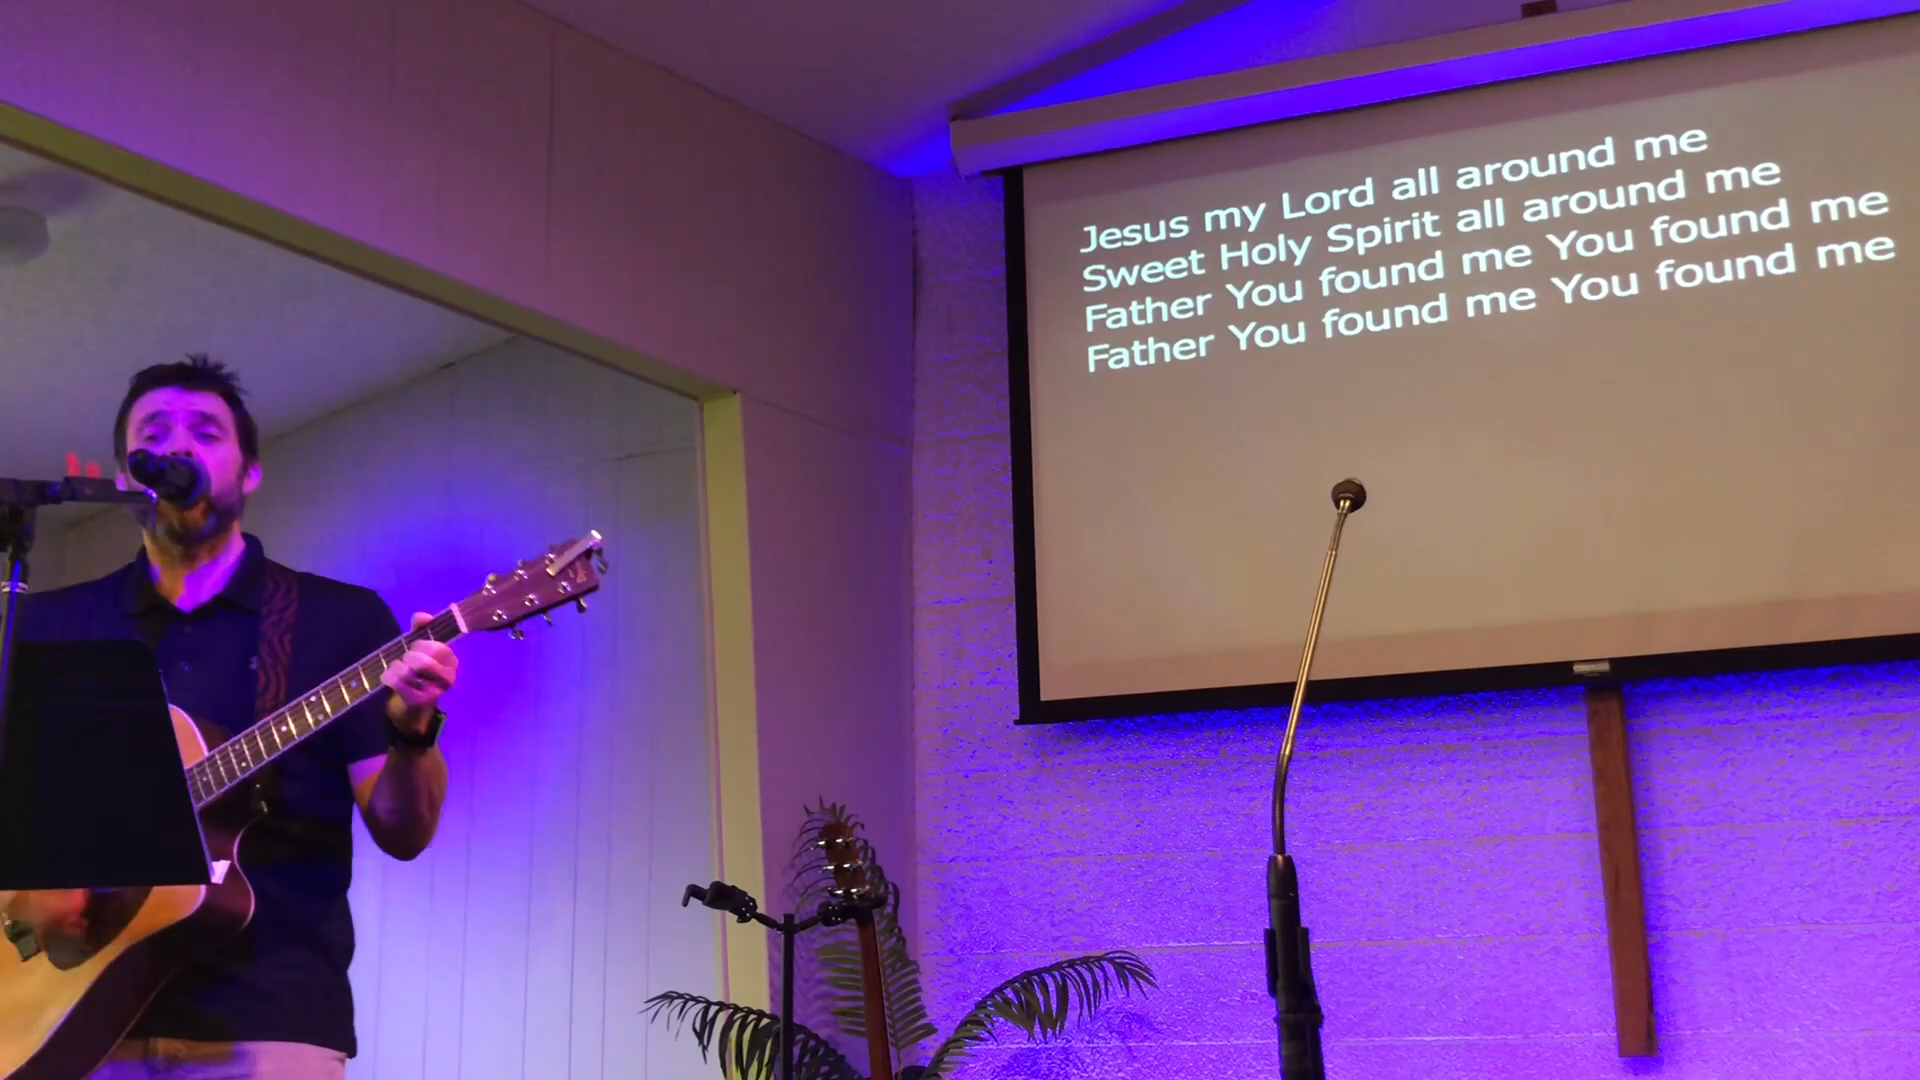 Jesus my Lord all around me
Sweet Holy Spirit all around me
Father You found me You found me
Father You found me You found me